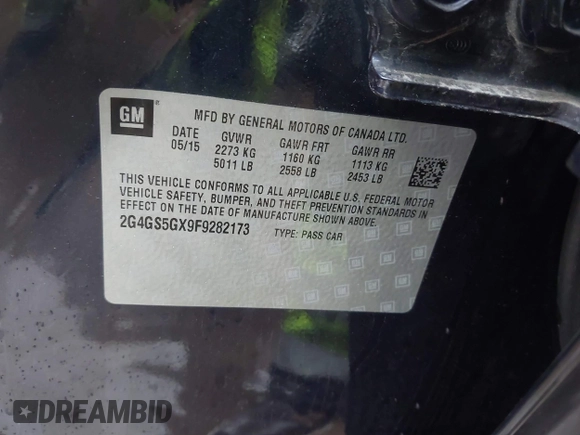 GM
MFD BY GENERAL MOTORS OF CANADA LTD.
DATE GVWR GAWR FRT GAWR RR
05/15 2273 KG 1160 KG 1113 KG
5011 LB 2558 LB 2453 LB
THIS VEHICLE CONFORMS TO ALL APPLICABLE U.S. FEDERAL MOTOR
VEHICLE SAFETY, BUMPER, AND THEFT PREVENTION STANDARDS IN
EFFECT ON THE DATE OF MANUFACTURE SHOWN ABOVE.
2G4GS5GX9F9282173 TYPE: PASS CAR
DREAMBID